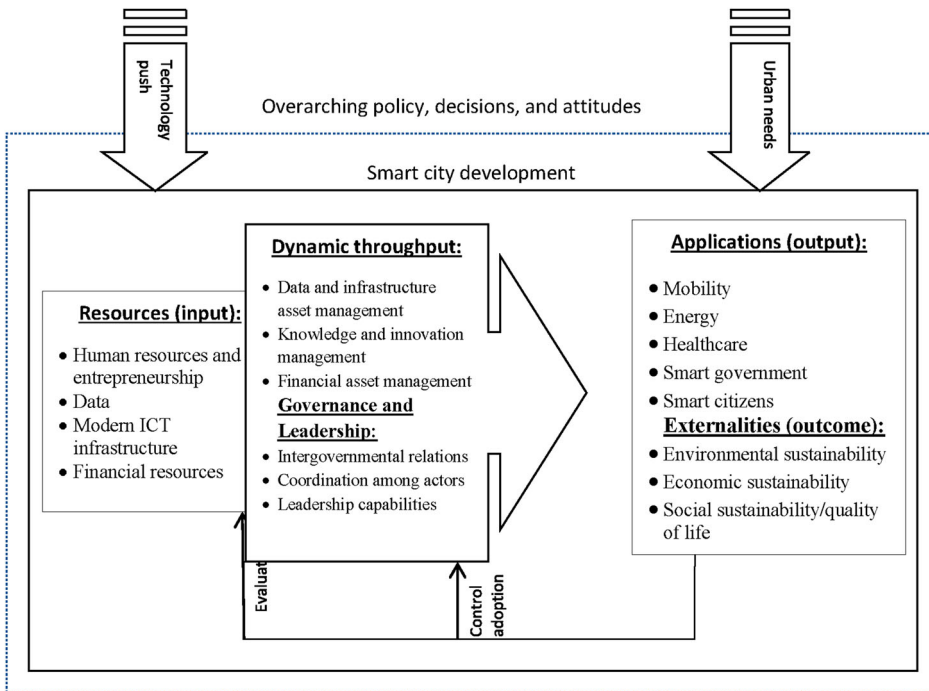 Technology
push
Urban needs
Overarching policy, decisions, and attitudes
Smart city development
Resources (input):
• Human resources and
entrepreneurship
• Data
• Modern ICT
infrastructure
• Financial resources
Dynamic throughput:
• Data and infrastructure
asset management
• Knowledge and innovation
management
• Financial asset management
Governance and
Leadership:
• Intergovernmental relations
• Coordination among actors
• Leadership capabilities
Applications (output):
• Mobility
• Energy
• Healthcare
• Smart government
• Smart citizens
Externalities (outcome):
• Environmental sustainability
• Economic sustainability
• Social sustainability/quality
of life
Control
adoption